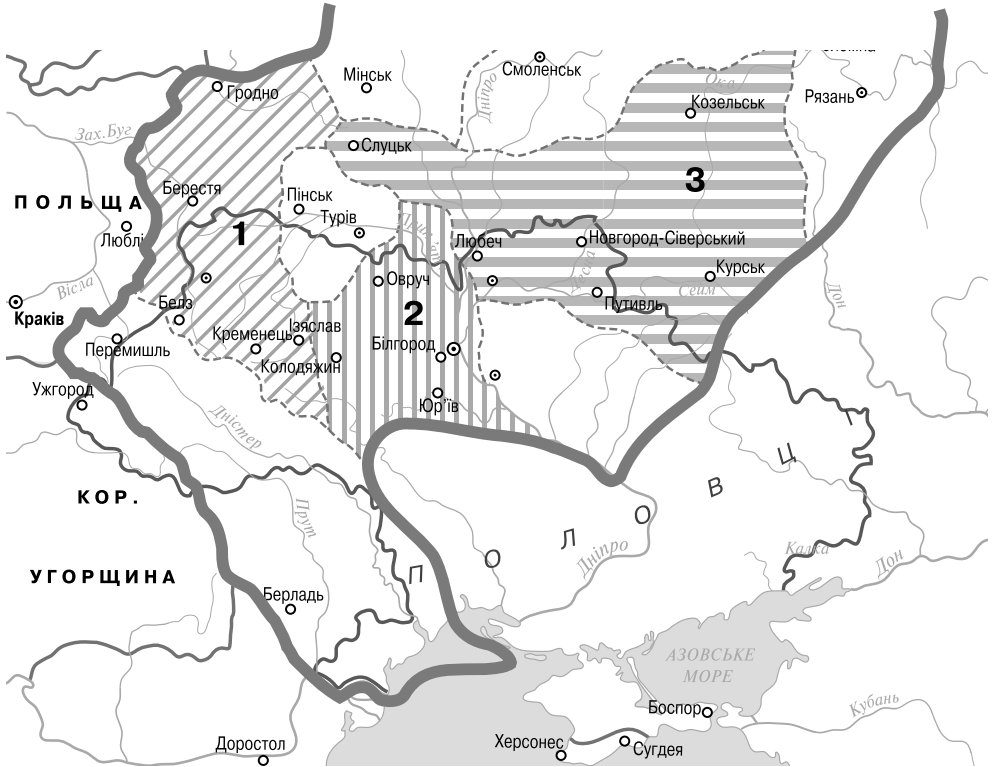 Смоленськ
Мінськ
Дніпро
Ока
Гродно
Козельськ
Рязань
Зах.Буг
Слуцьк
ПОЛЬЩА
Берестя
Пінськ
3
Турів
1
Люблі
Любеч
Новгород-Сіверський
Десна
Курськ
Вісла
Овруч
Сейм
Дон
Белз
Путивль
Краків
2
Ізяслав
Кременець
Перемишль
Білгород
Колодяжин
Ужгород
Юр'їв
Дністер
КОР.
ПОЛОВЦІ
Прут
Дніпро
Калка
Дон
УГОРЩИНА
Берладь
АЗОВСЬКЕ
МОРЕ
Боспор
Кубань
Доростол
Херсонес
Сугдея